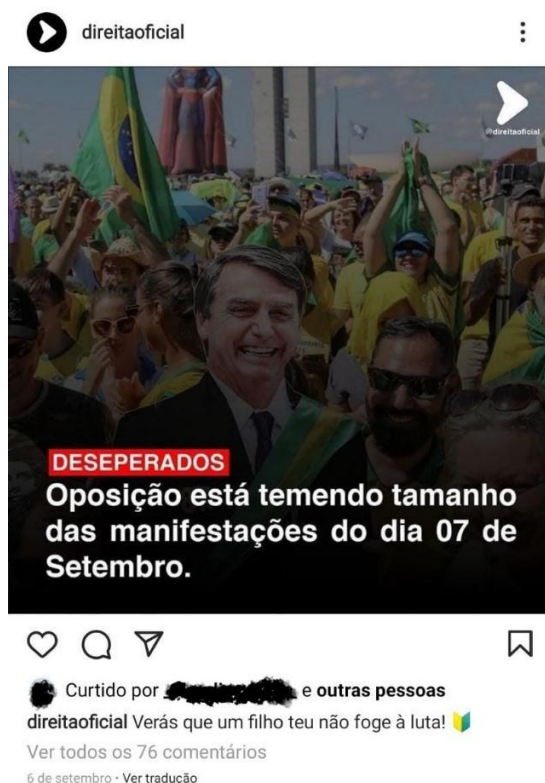 direitaoficial
@direitaoficial
DESEPERADOS
Oposição está temendo tamanho
das manifestações do dia 07 de
Setembro.
Curtido por e outras pessoas
direitaoficial Verás que um filho teu não foge à luta!
Ver todos os 76 comentários
6 de setembro · Ver tradução